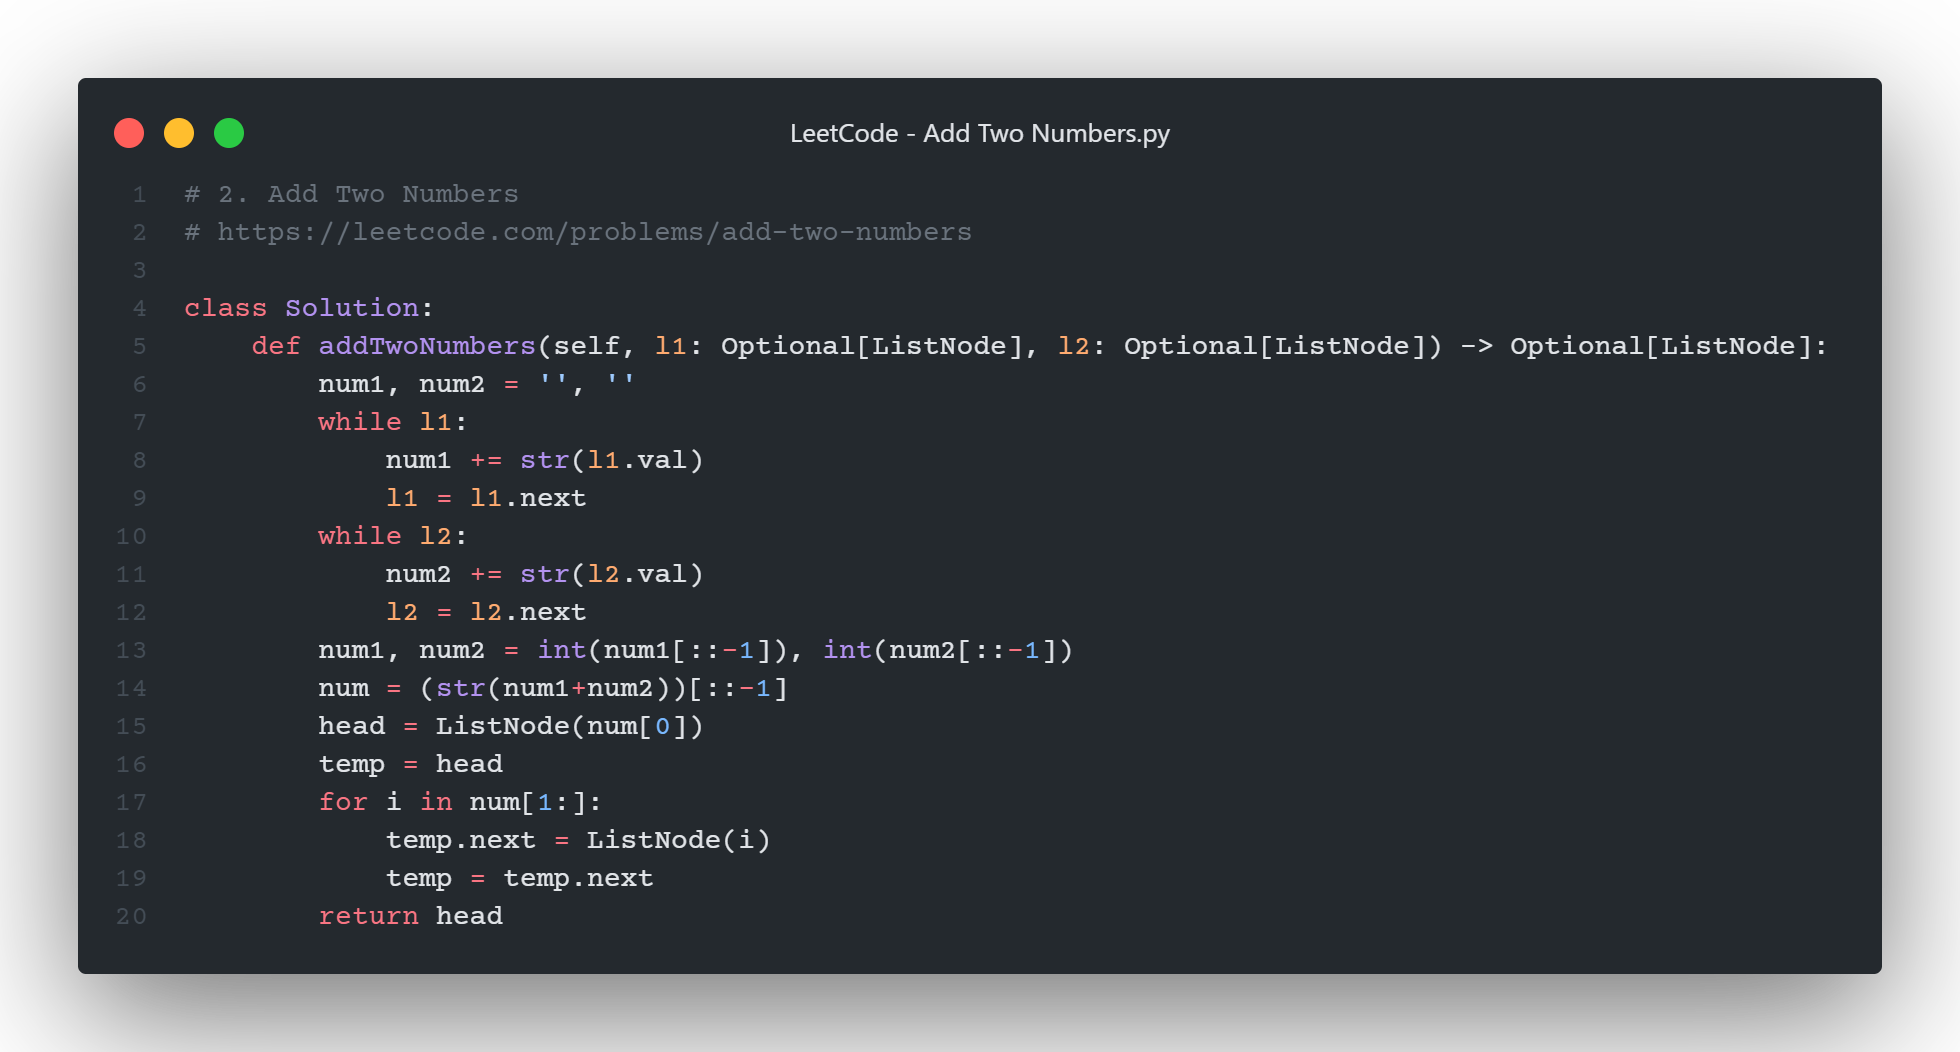 LeetCode - Add Two Numbers.py
1 # 2. Add Two Numbers
2 # https://leetcode.com/problems/add-two-numbers
3
4 class Solution:
5     def addTwoNumbers(self, l1: Optional[ListNode], l2: Optional[ListNode]) -> Optional[ListNode]:
6         num1, num2 = '', ''
7         while l1:
8             num1 += str(l1.val)
9             l1 = l1.next
10         while l2:
11             num2 += str(l2.val)
12             l2 = l2.next
13         num1, num2 = int(num1[::-1]), int(num2[::-1])
14         num = (str(num1+num2))[::-1]
15         head = ListNode(num[0])
16         temp = head
17         for i in num[1:]:
18             temp.next = ListNode(i)
19             temp = temp.next
20         return head